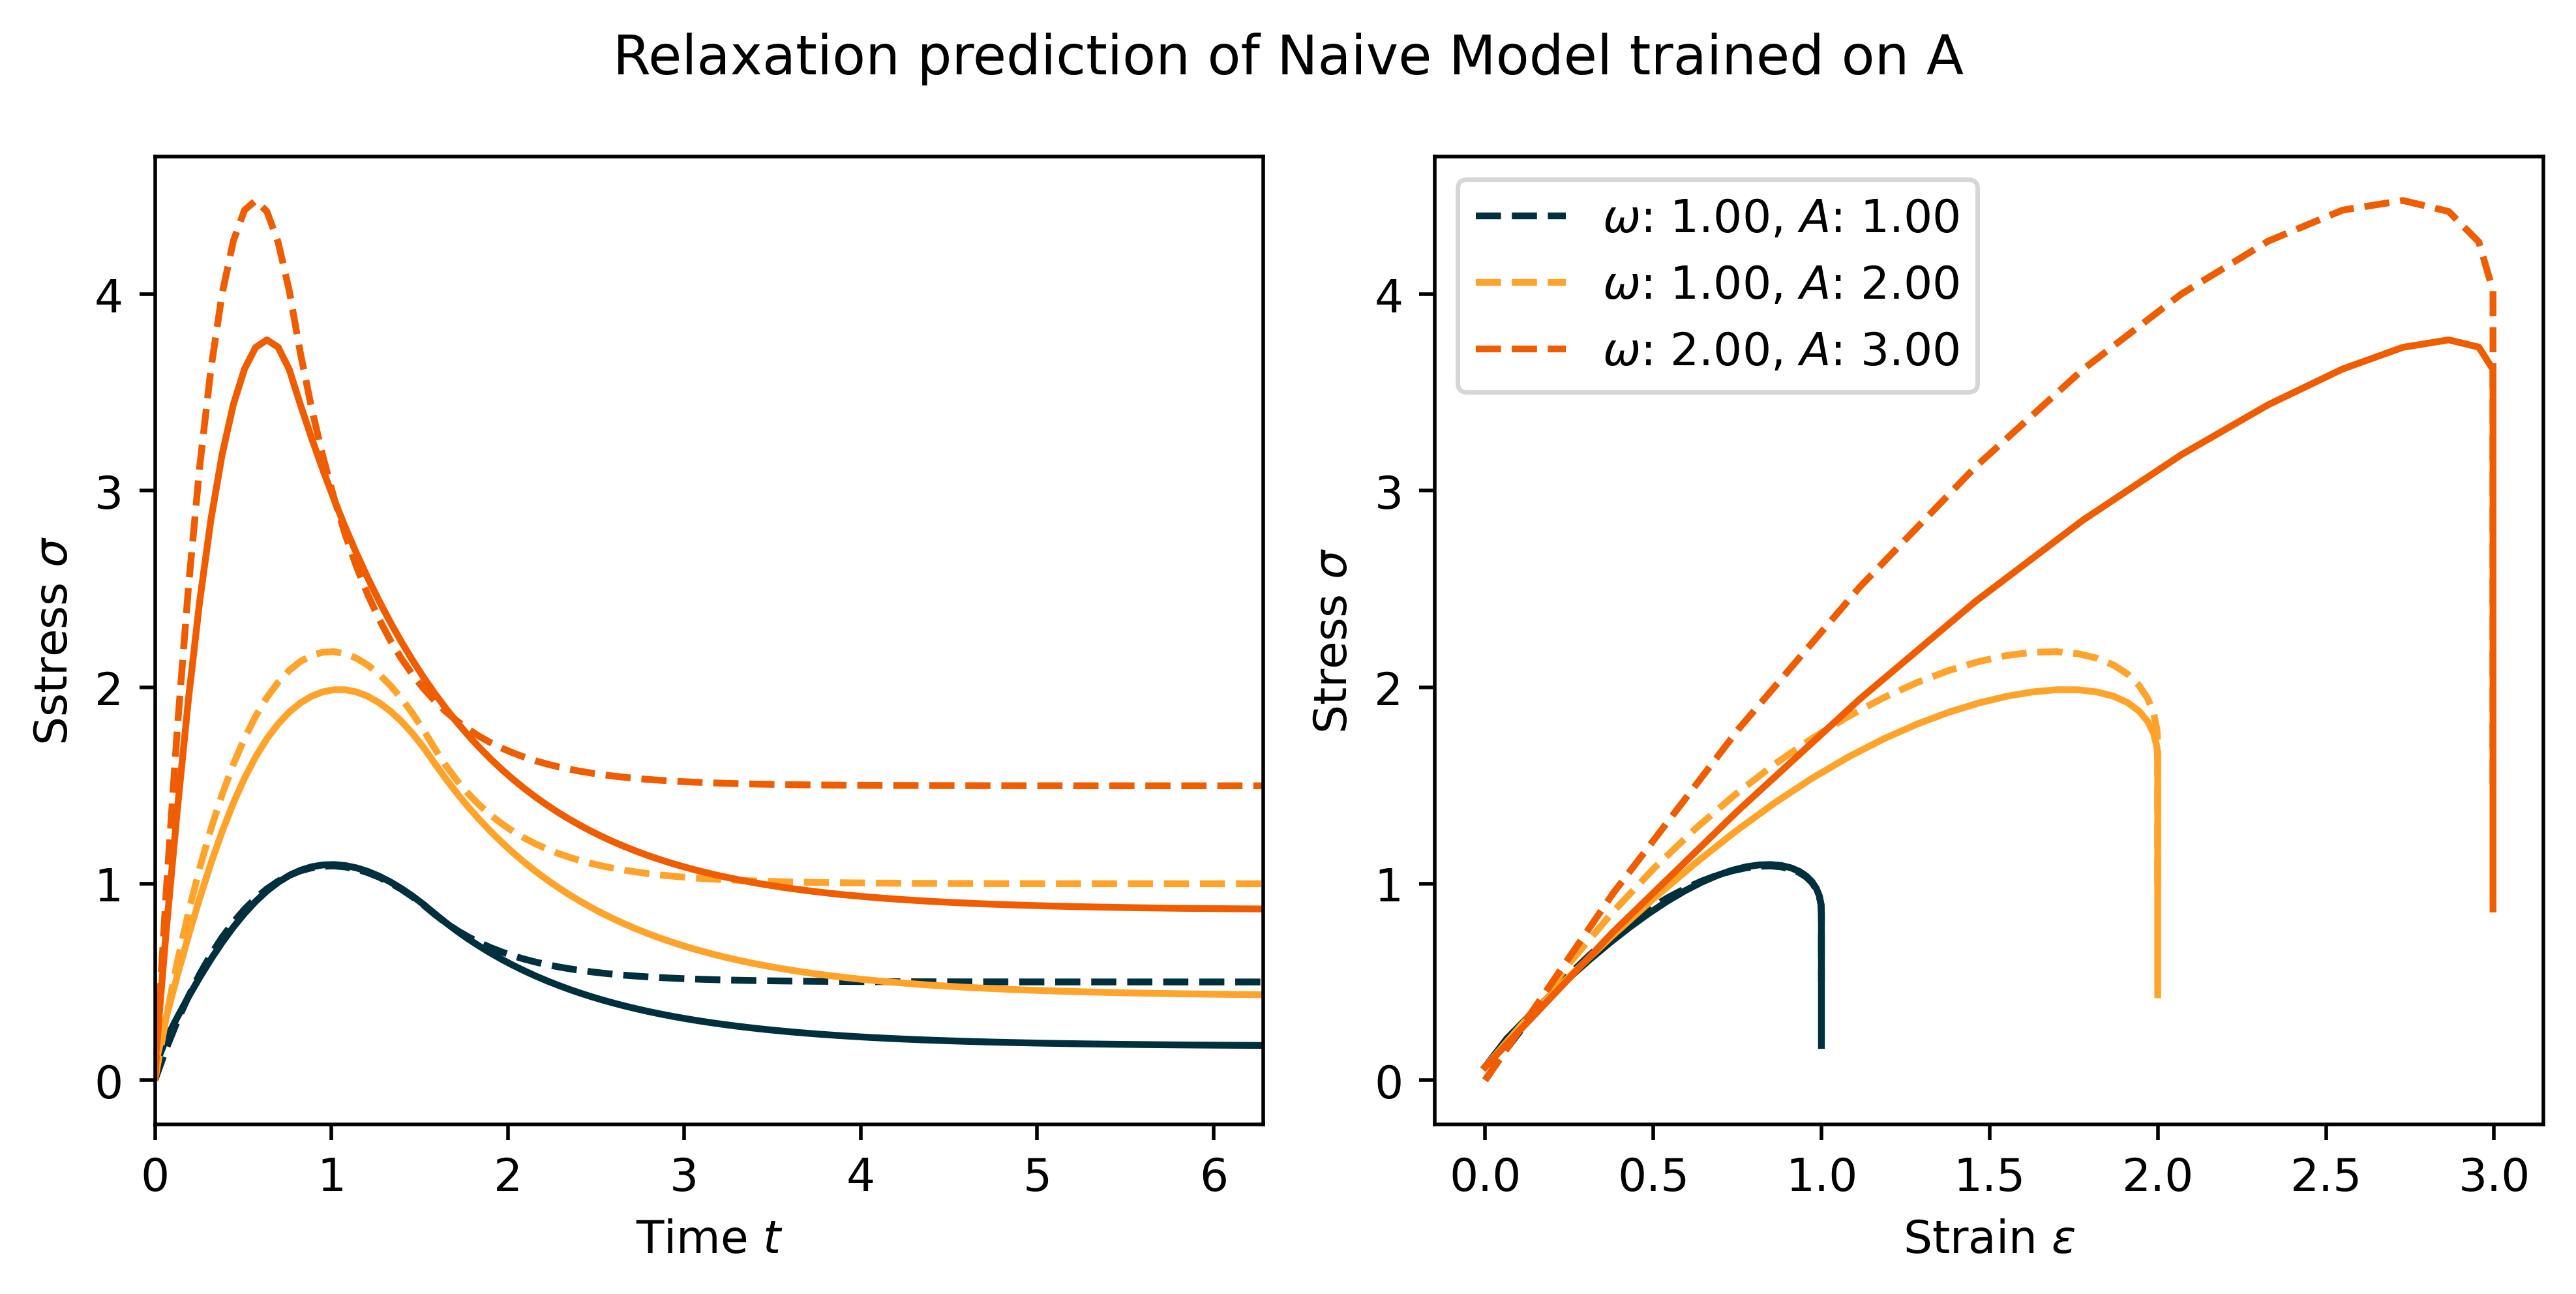 Relaxation prediction of Naive Model trained on A
Sstress σ
4
3
2
1
0
0 1 2 3 4 5 6
Time t
Stress σ
4
3
2
1
0
ω: 1.00, A: 1.00
ω: 1.00, A: 2.00
ω: 2.00, A: 3.00
0.0 0.5 1.0 1.5 2.0 2.5 3.0
Strain ε